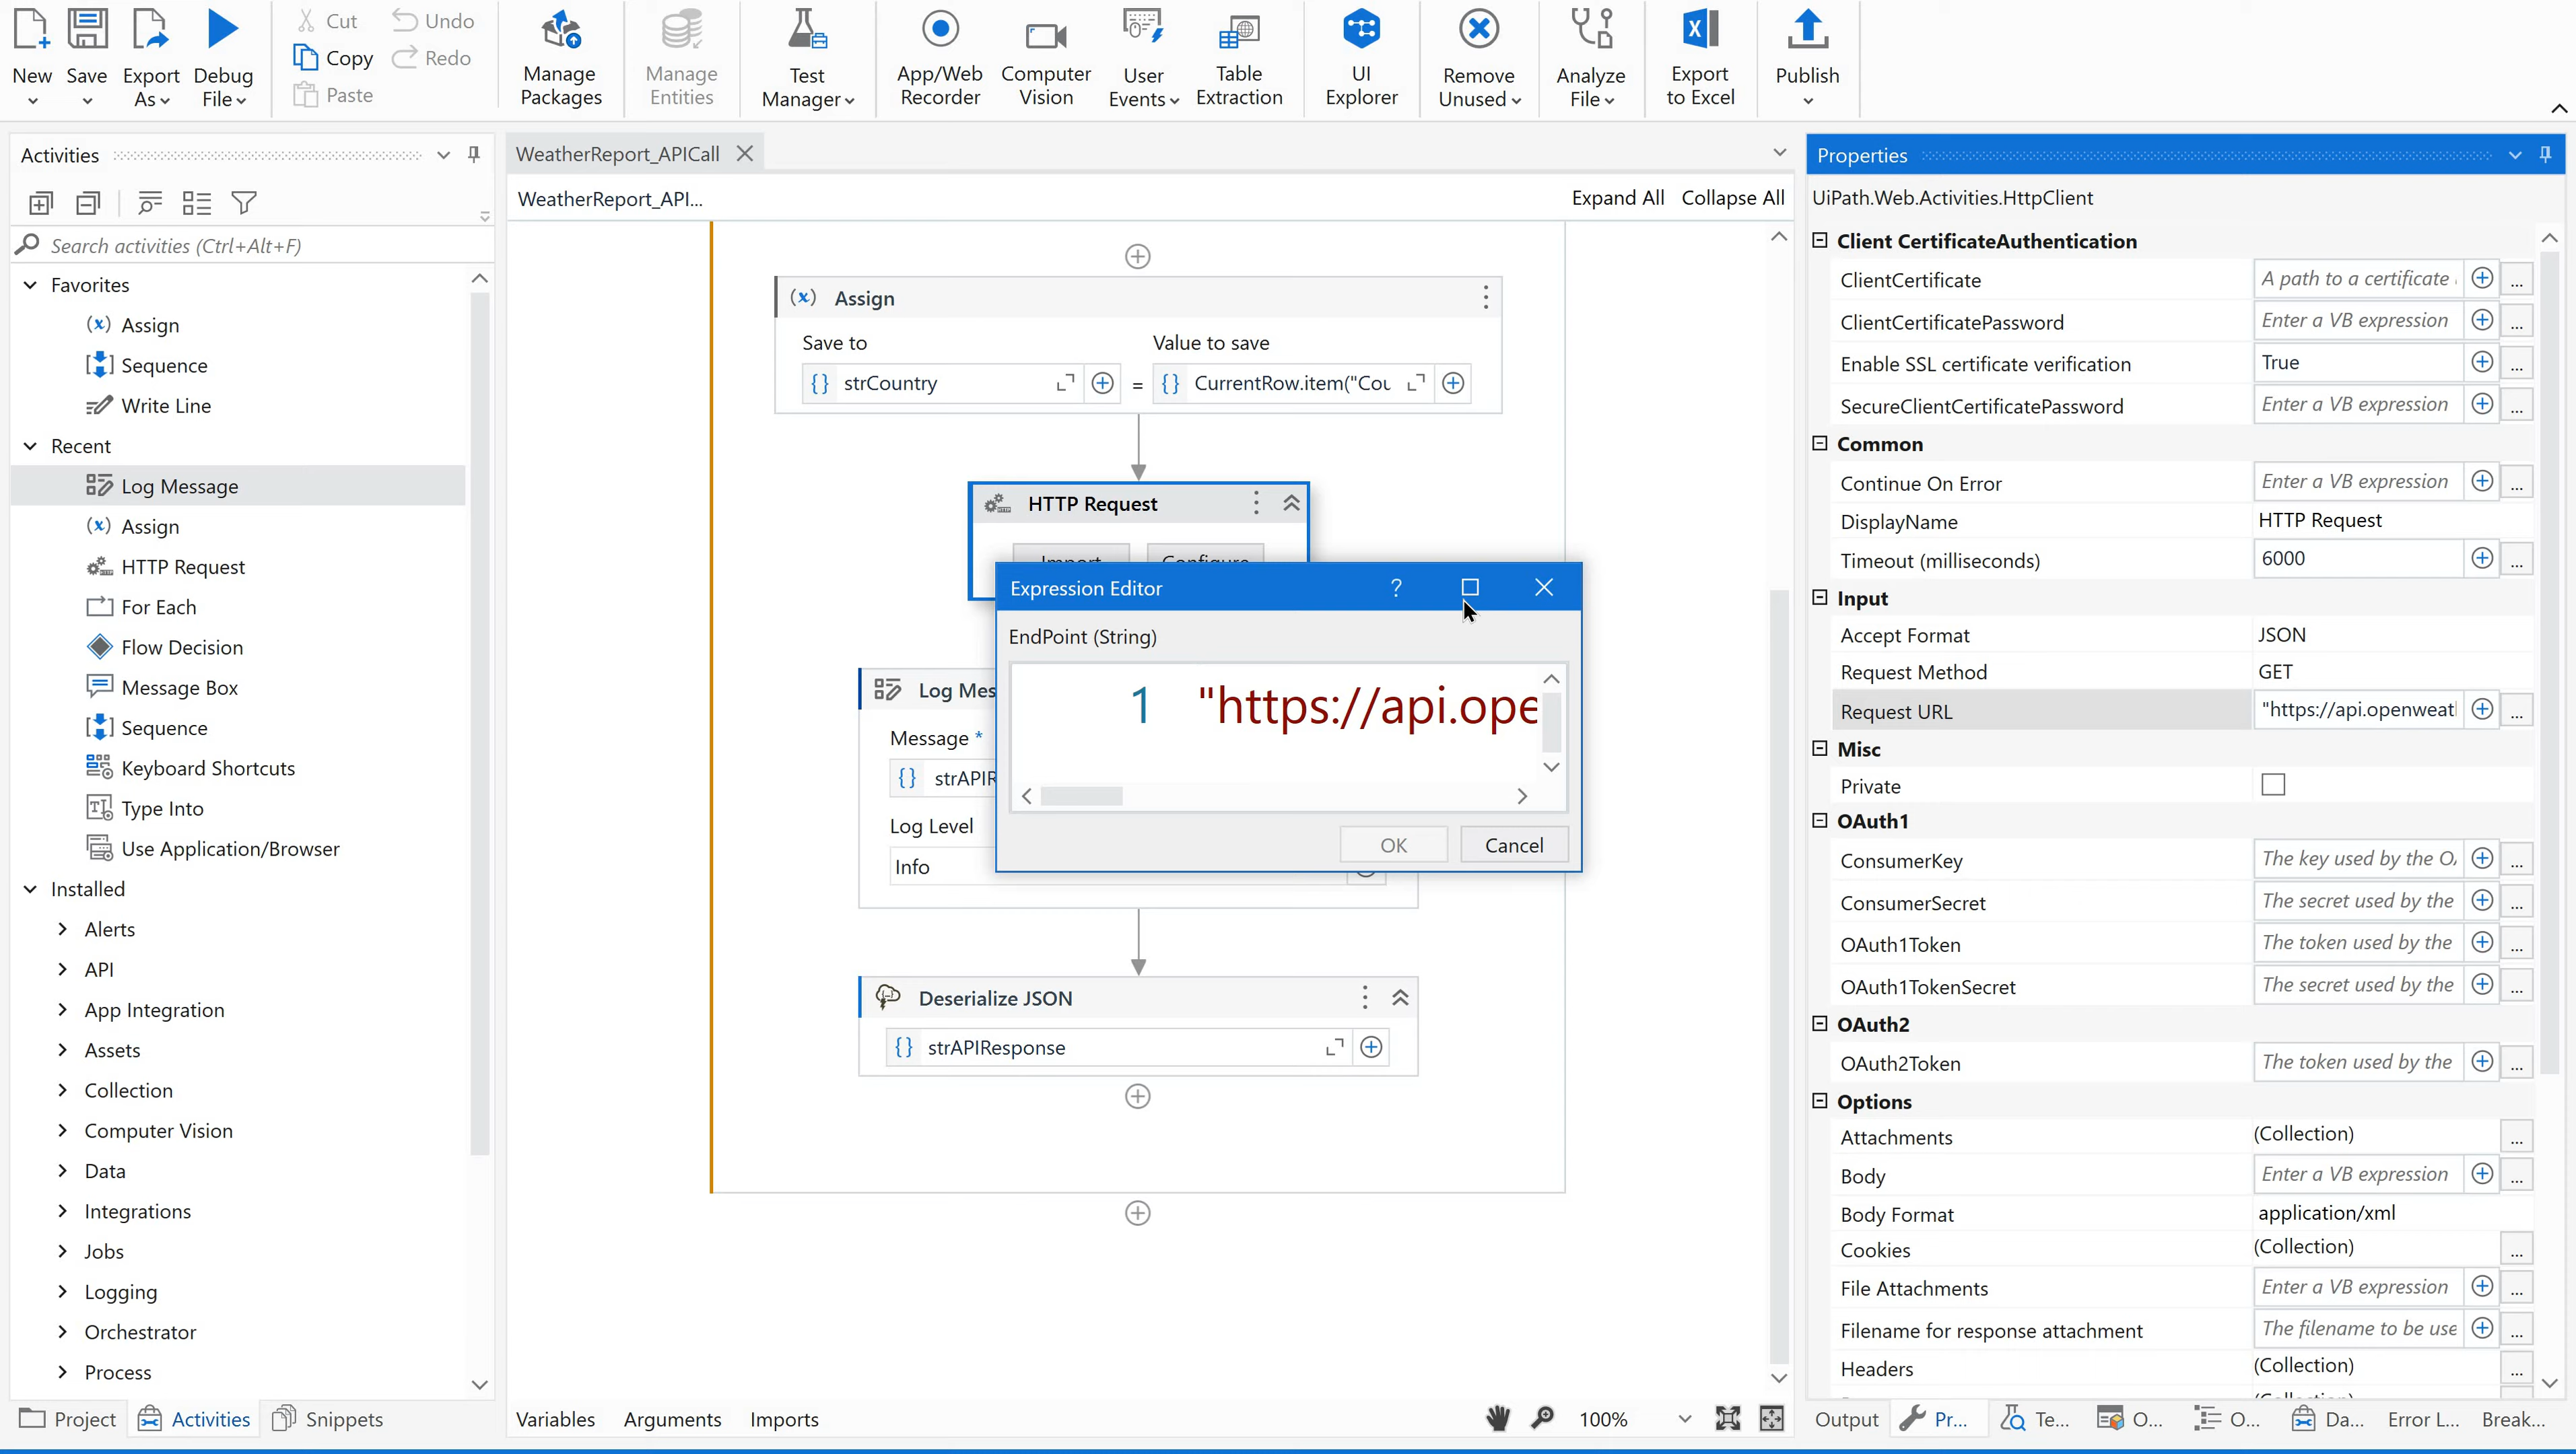 New
Save
Export
As
Debug
File
Cut
Copy
Paste
Undo
Redo
Manage
Packages
Manage
Entities
Test
Manager
App/Web
Recorder
Computer
Vision
User
Events
Table
Extraction
UI
Explorer
Remove
Unused
Analyze
File
Export
to Excel
Publish
Activities
Search activities (Ctrl+Alt+F)
Favorites
Assign
Sequence
Write Line
Recent
Log Message
Assign
HTTP Request
For Each
Flow Decision
Message Box
Sequence
Keyboard Shortcuts
Type Into
Use Application/Browser
Installed
Alerts
API
App Integration
Assets
Collection
Computer Vision
Data
Integrations
Jobs
Logging
Orchestrator
Process
Project
Activities
Snippets
WeatherReport_APICall
WeatherReport_API...
Expand All Collapse All
(x) Assign
Save to
Value to save
{} strCountry
=
{} CurrentRow.item("Cou
HTTP Request
Expression Editor
?
EndPoint (String)
1 "https://api.ope
OK
Cancel
Log Mes
Message *
{} strAPIR
Log Level
Info
Deserialize JSON
{} strAPIResponse
Variables
Arguments
Imports
100%
Properties
UiPath.Web.Activities.HttpClient
Client CertificateAuthentication
ClientCertificate A path to a certificate ...
ClientCertificatePassword Enter a VB expression ...
Enable SSL certificate verification True ...
SecureClientCertificatePassword Enter a VB expression ...
Common
Continue On Error Enter a VB expression ...
DisplayName HTTP Request
Timeout (milliseconds) 6000 ...
Input
Accept Format JSON
Request Method GET
Request URL "https://api.openweat ...
Misc
Private
OAuth1
ConsumerKey The key used by the O ...
ConsumerSecret The secret used by the ...
OAuth1Token The token used by the ...
OAuth1TokenSecret The secret used by the ...
OAuth2
OAuth2Token The token used by the ...
Options
Attachments (Collection) ...
Body Enter a VB expression ...
Body Format application/xml
Cookies (Collection) ...
File Attachments Enter a VB expression ...
Filename for response attachment The filename to be use ...
Headers (Collection) ...
Output
Pr...
Te...
O...
O...
Da...
Error L...
Break...